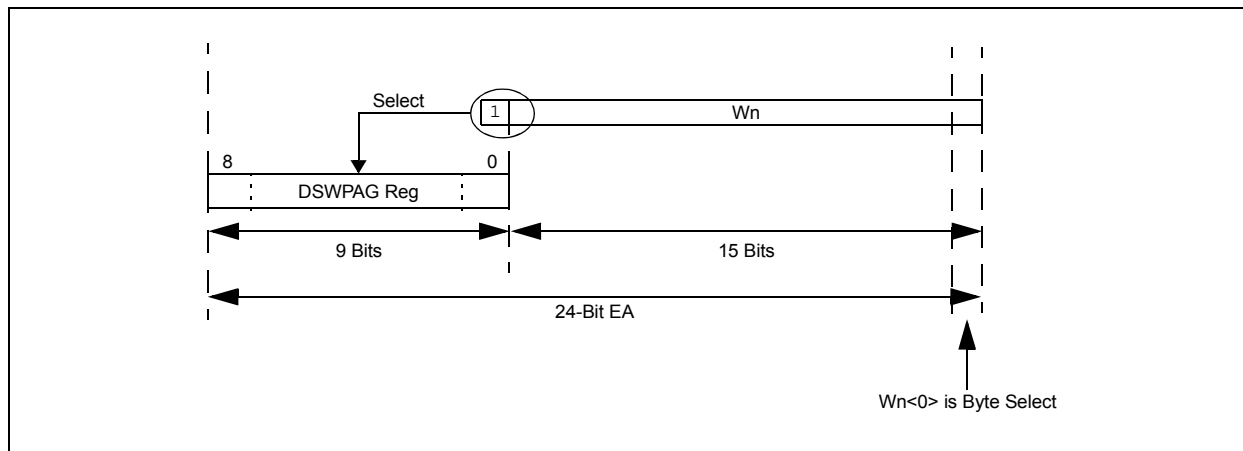 Select
1
Wn
8
0
DSWPAG Reg
9 Bits
15 Bits
24-Bit EA
Wn<0> is Byte Select